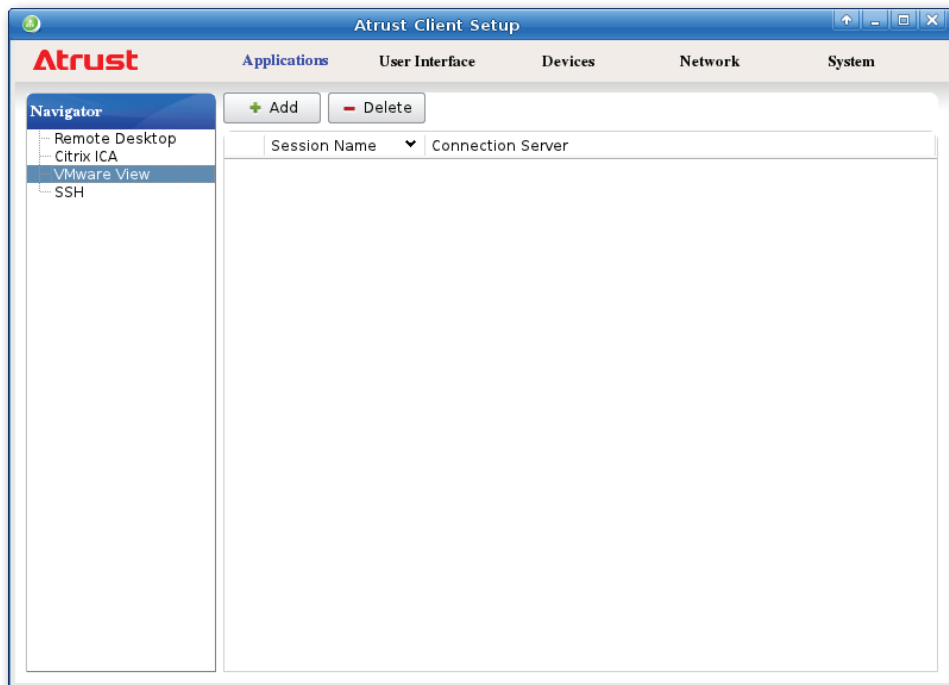 Atrust Client Setup
Atrust Applications User Interface Devices Network System
Navigator
Remote Desktop
Citrix ICA
VMware View
SSH
Add Delete
Session Name Connection Server